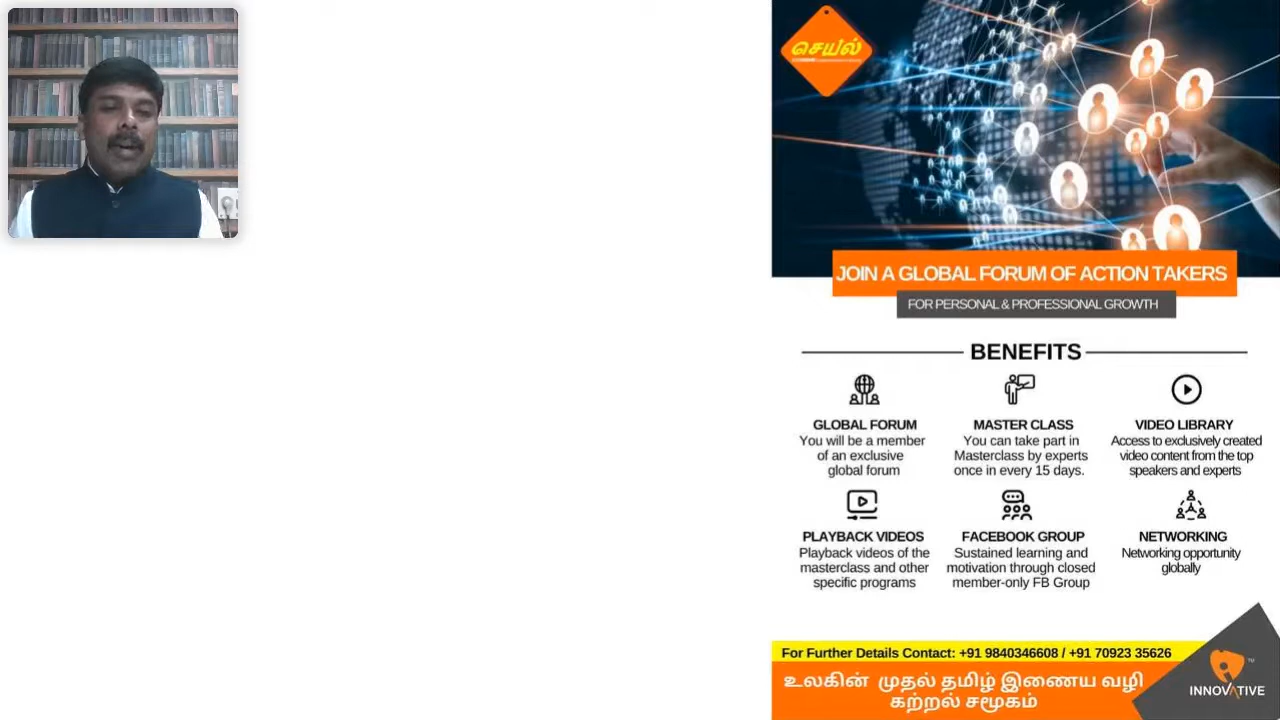 செயல்
JOIN A GLOBAL FORUM OF ACTION TAKERS
FOR PERSONAL & PROFESSIONAL GROWTH
BENEFITS
GLOBAL FORUM
You will be a member
of an exclusive
global forum
MASTER CLASS
You can take part in
Masterclass by experts
once in every 15 days.
VIDEO LIBRARY
Access to exclusively created
video content from the top
speakers and experts
PLAYBACK VIDEOS
Playback videos of the
masterclass and other
specific programs
FACEBOOK GROUP
Sustained learning and
motivation through closed
member-only FB Group
NETWORKING
Networking opportunity
globally
For Further Details Contact: +91 9840346608 / +91 70923 35626
உலகின் முதல் தமிழ் இணைய வழி
கற்றல் சமூகம்
INNOVATIVE
TM